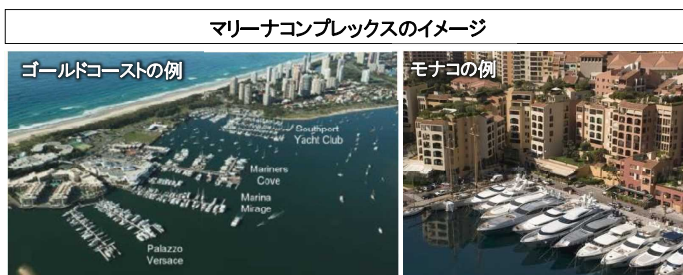 マリーナコンプレックスのイメージ
ゴールドコーストの例
Southport
Yacht Club
Mariners
Cove
Marina
Mirage
Palazzo
Versace
モナコの例